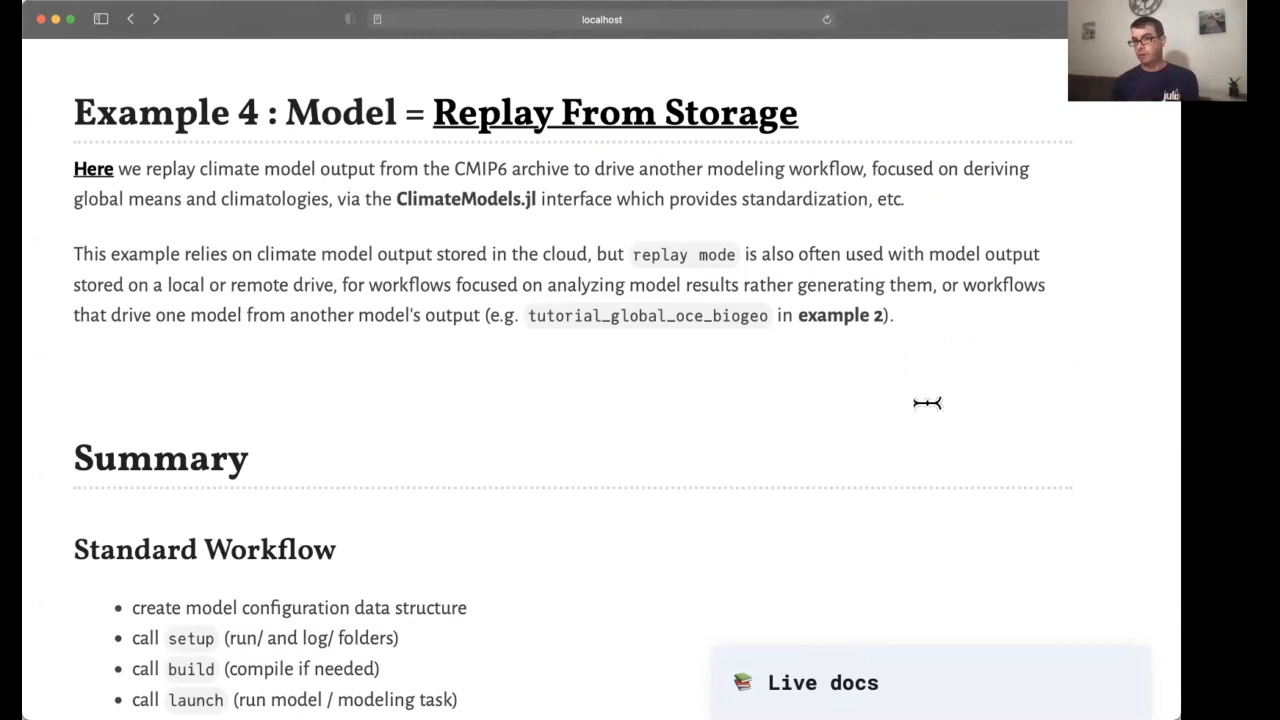 localhost
Example 4 : Model = Replay From Storage
Here we replay climate model output from the CMIP6 archive to drive another modeling workflow, focused on deriving
global means and climatologies, via the ClimateModels.jl interface which provides standardization, etc.
This example relies on climate model output stored in the cloud, but replay mode is also often used with model output
stored on a local or remote drive, for workflows focused on analyzing model results rather generating them, or workflows
that drive one model from another model's output (e.g. tutorial_global_oce_biogeo in example 2).
Summary
Standard Workflow
• create model configuration data structure
• call setup (run/ and log/ folders)
• call build (compile if needed)
• call launch (run model / modeling task)
Live docs